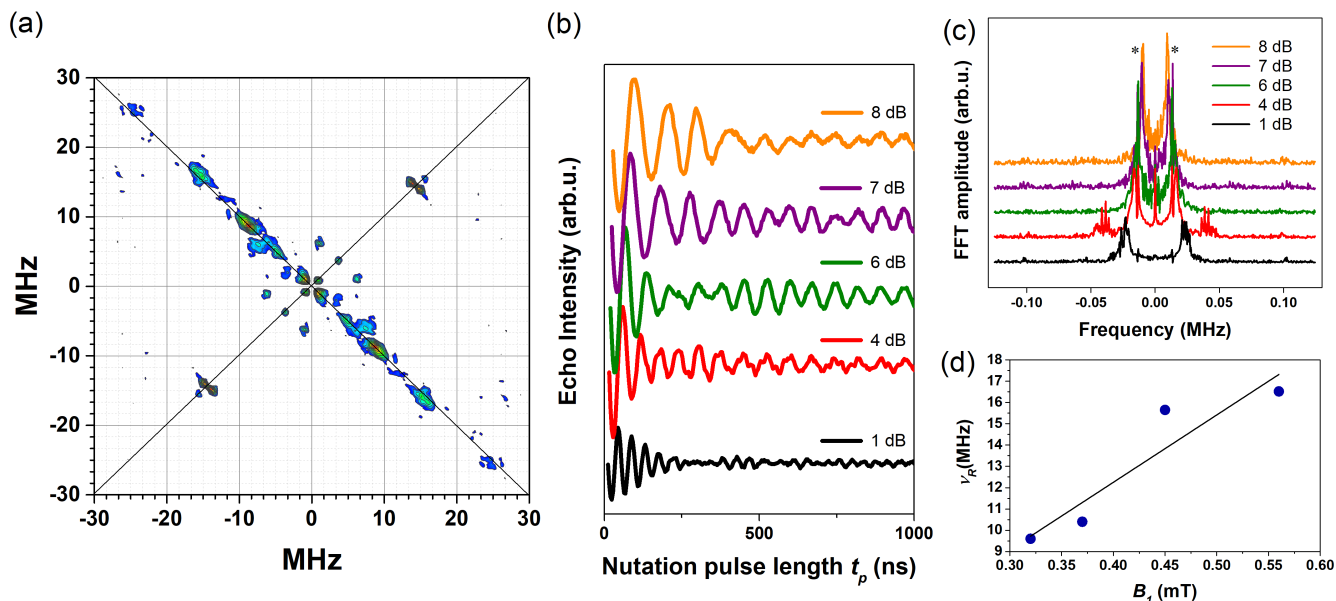 (a)
MHz
30
20
10
0
-10
-20
-30
-30
-20
-10
0
10
20
30
MHz
(b)
Echo Intensity (arb.u.)
8 dB
7 dB
6 dB
4 dB
1 dB
0
500
1000
Nutation pulse length tp (ns)
(c)
FFT amplitude (arb.u.)
* *
8 dB
7 dB
6 dB
4 dB
1 dB
-0.10
-0.05
0.00
0.05
0.10
Frequency (MHz)
(d)
νR(MHz)
18
17
16
15
14
13
12
11
10
9
0.30
0.35
0.40
0.45
0.50
0.55
0.60
B1 (mT)